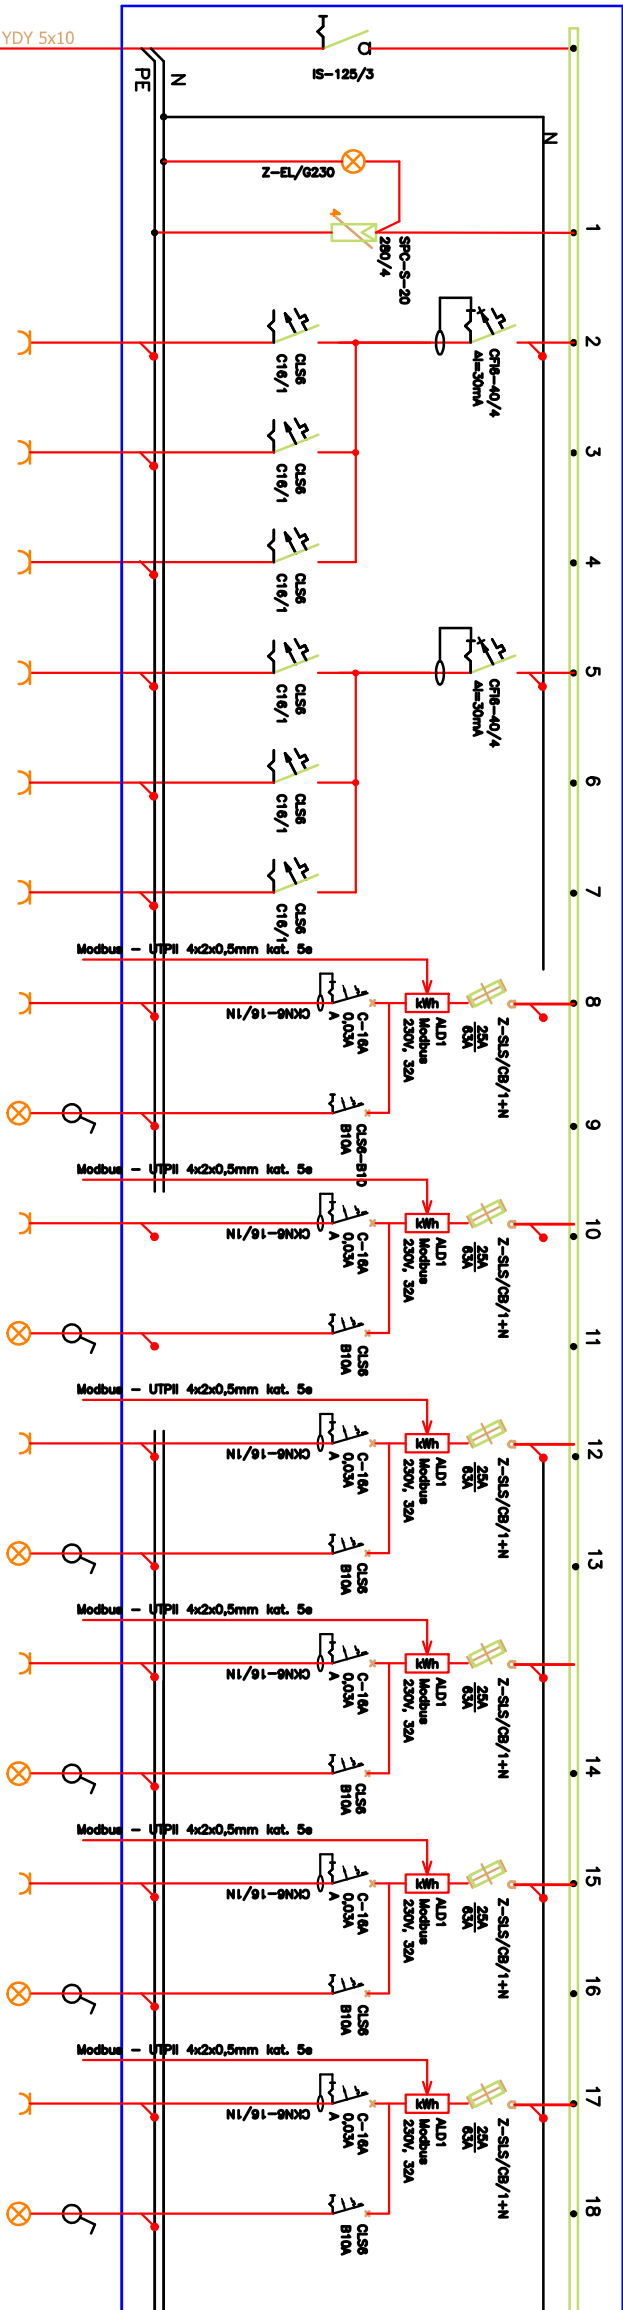 YDY 5x10
IS-125/3
PE
N
N
Z-EL/G230
1
SPC-S-20
280/4
2
CFI6-40/4
ΔI=30mA
CLS6
C16/1
3
CLS6
C16/1
4
CLS6
C16/1
5
CFI6-40/4
ΔI=30mA
CLS6
C16/1
6
CLS6
C16/1
7
CLS6
C16/1
Modbus - UTPII 4x2x0,5mm kat. 5e
8
Z-SLS/CB/1+N
25A
63A
kWh
ALD1
Modbus
230V, 32A
C-16A
0,03A
A
CKN6-16/1N
9
CLS6-B10
B10A
Modbus - UTPII 4x2x0,5mm kat. 5e
10
Z-SLS/CB/1+N
25A
63A
kWh
ALD1
Modbus
230V, 32A
C-16A
0,03A
A
CKN6-16/1N
11
CLS6
B10A
Modbus - UTPII 4x2x0,5mm kat. 5e
12
Z-SLS/CB/1+N
25A
63A
kWh
ALD1
Modbus
230V, 32A
C-16A
0,03A
A
CKN6-16/1N
13
CLS6
B10A
Modbus - UTPII 4x2x0,5mm kat. 5e
Z-SLS/CB/1+N
25A
63A
kWh
ALD1
Modbus
230V, 32A
C-16A
0,03A
A
CKN6-16/1N
14
CLS6
B10A
Modbus - UTPII 4x2x0,5mm kat. 5e
15
Z-SLS/CB/1+N
25A
63A
kWh
ALD1
Modbus
230V, 32A
C-16A
0,03A
A
CKN6-16/1N
16
CLS6
B10A
Modbus - UTPII 4x2x0,5mm kat. 5e
17
Z-SLS/CB/1+N
25A
63A
kWh
ALD1
Modbus
230V, 32A
C-16A
0,03A
A
CKN6-16/1N
18
CLS6
B10A